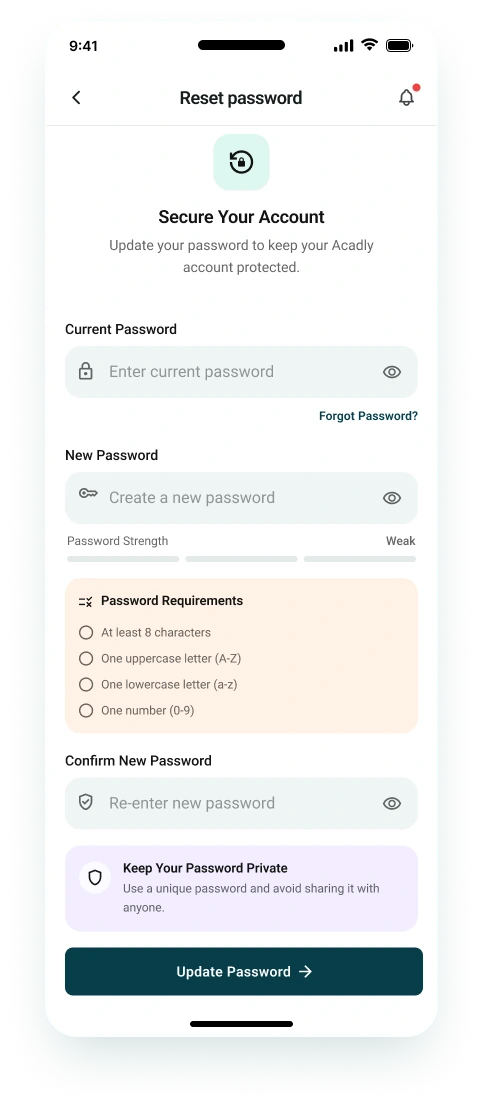 9:41
Reset password
Secure Your Account
Update your password to keep your Acadly
account protected.
Current Password
Enter current password
Forgot Password?
New Password
Create a new password
Password Strength Weak
Password Requirements
At least 8 characters
One uppercase letter (A-Z)
One lowercase letter (a-z)
One number (0-9)
Confirm New Password
Re-enter new password
Keep Your Password Private
Use a unique password and avoid sharing it with
anyone.
Update Password